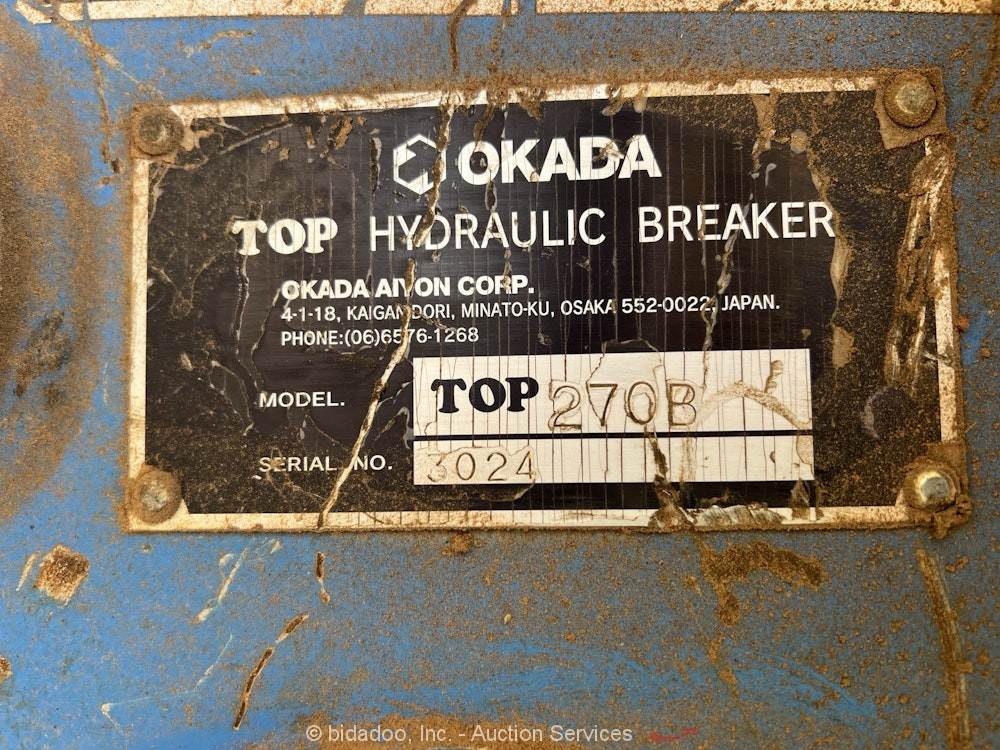 OKADA
TOP HYDRAULIC BREAKER
OKADA AIYON CORP.
4-1-18, KAIGANDORI, MINATO-KU, OSAKA 552-0022, JAPAN.
PHONE:(06)6576-1268
MODEL. TOP 270B
SERIAL NO. 3024
© bidadoo, Inc. - Auction Services